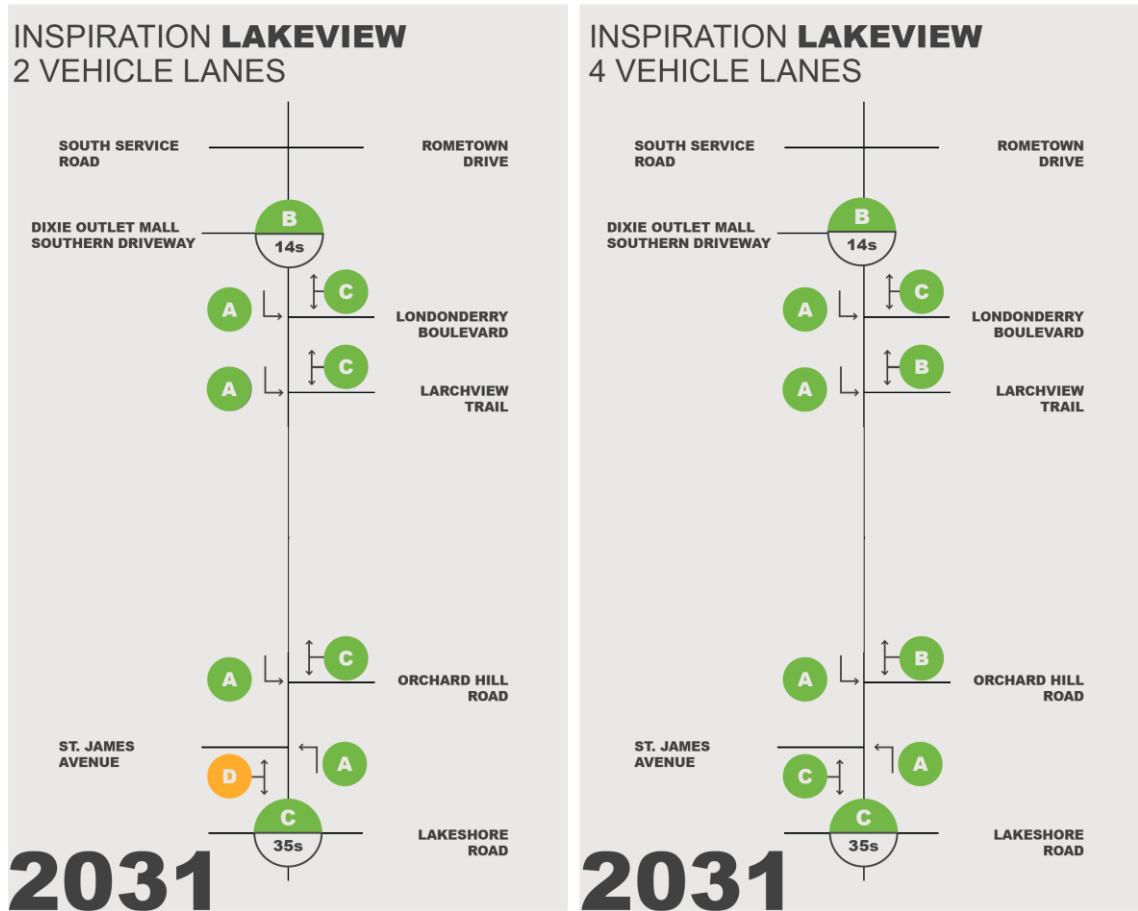 INSPIRATION LAKEVIEW
2 VEHICLE LANES
SOUTH SERVICE
ROAD
ROMETOWN
DRIVE
B
DIXIE OUTLET MALL
SOUTHERN DRIVEWAY
14s
C
A
LONDONDERRY
BOULEVARD
C
A
LARCHVIEW
TRAIL
C
A
ORCHARD HILL
ROAD
ST. JAMES
AVENUE
A
D
C
LAKESHORE
ROAD
35s
2031
INSPIRATION LAKEVIEW
4 VEHICLE LANES
SOUTH SERVICE
ROAD
ROMETOWN
DRIVE
B
DIXIE OUTLET MALL
SOUTHERN DRIVEWAY
14s
C
A
LONDONDERRY
BOULEVARD
B
A
LARCHVIEW
TRAIL
B
A
ORCHARD HILL
ROAD
ST. JAMES
AVENUE
A
C
C
LAKESHORE
ROAD
35s
2031